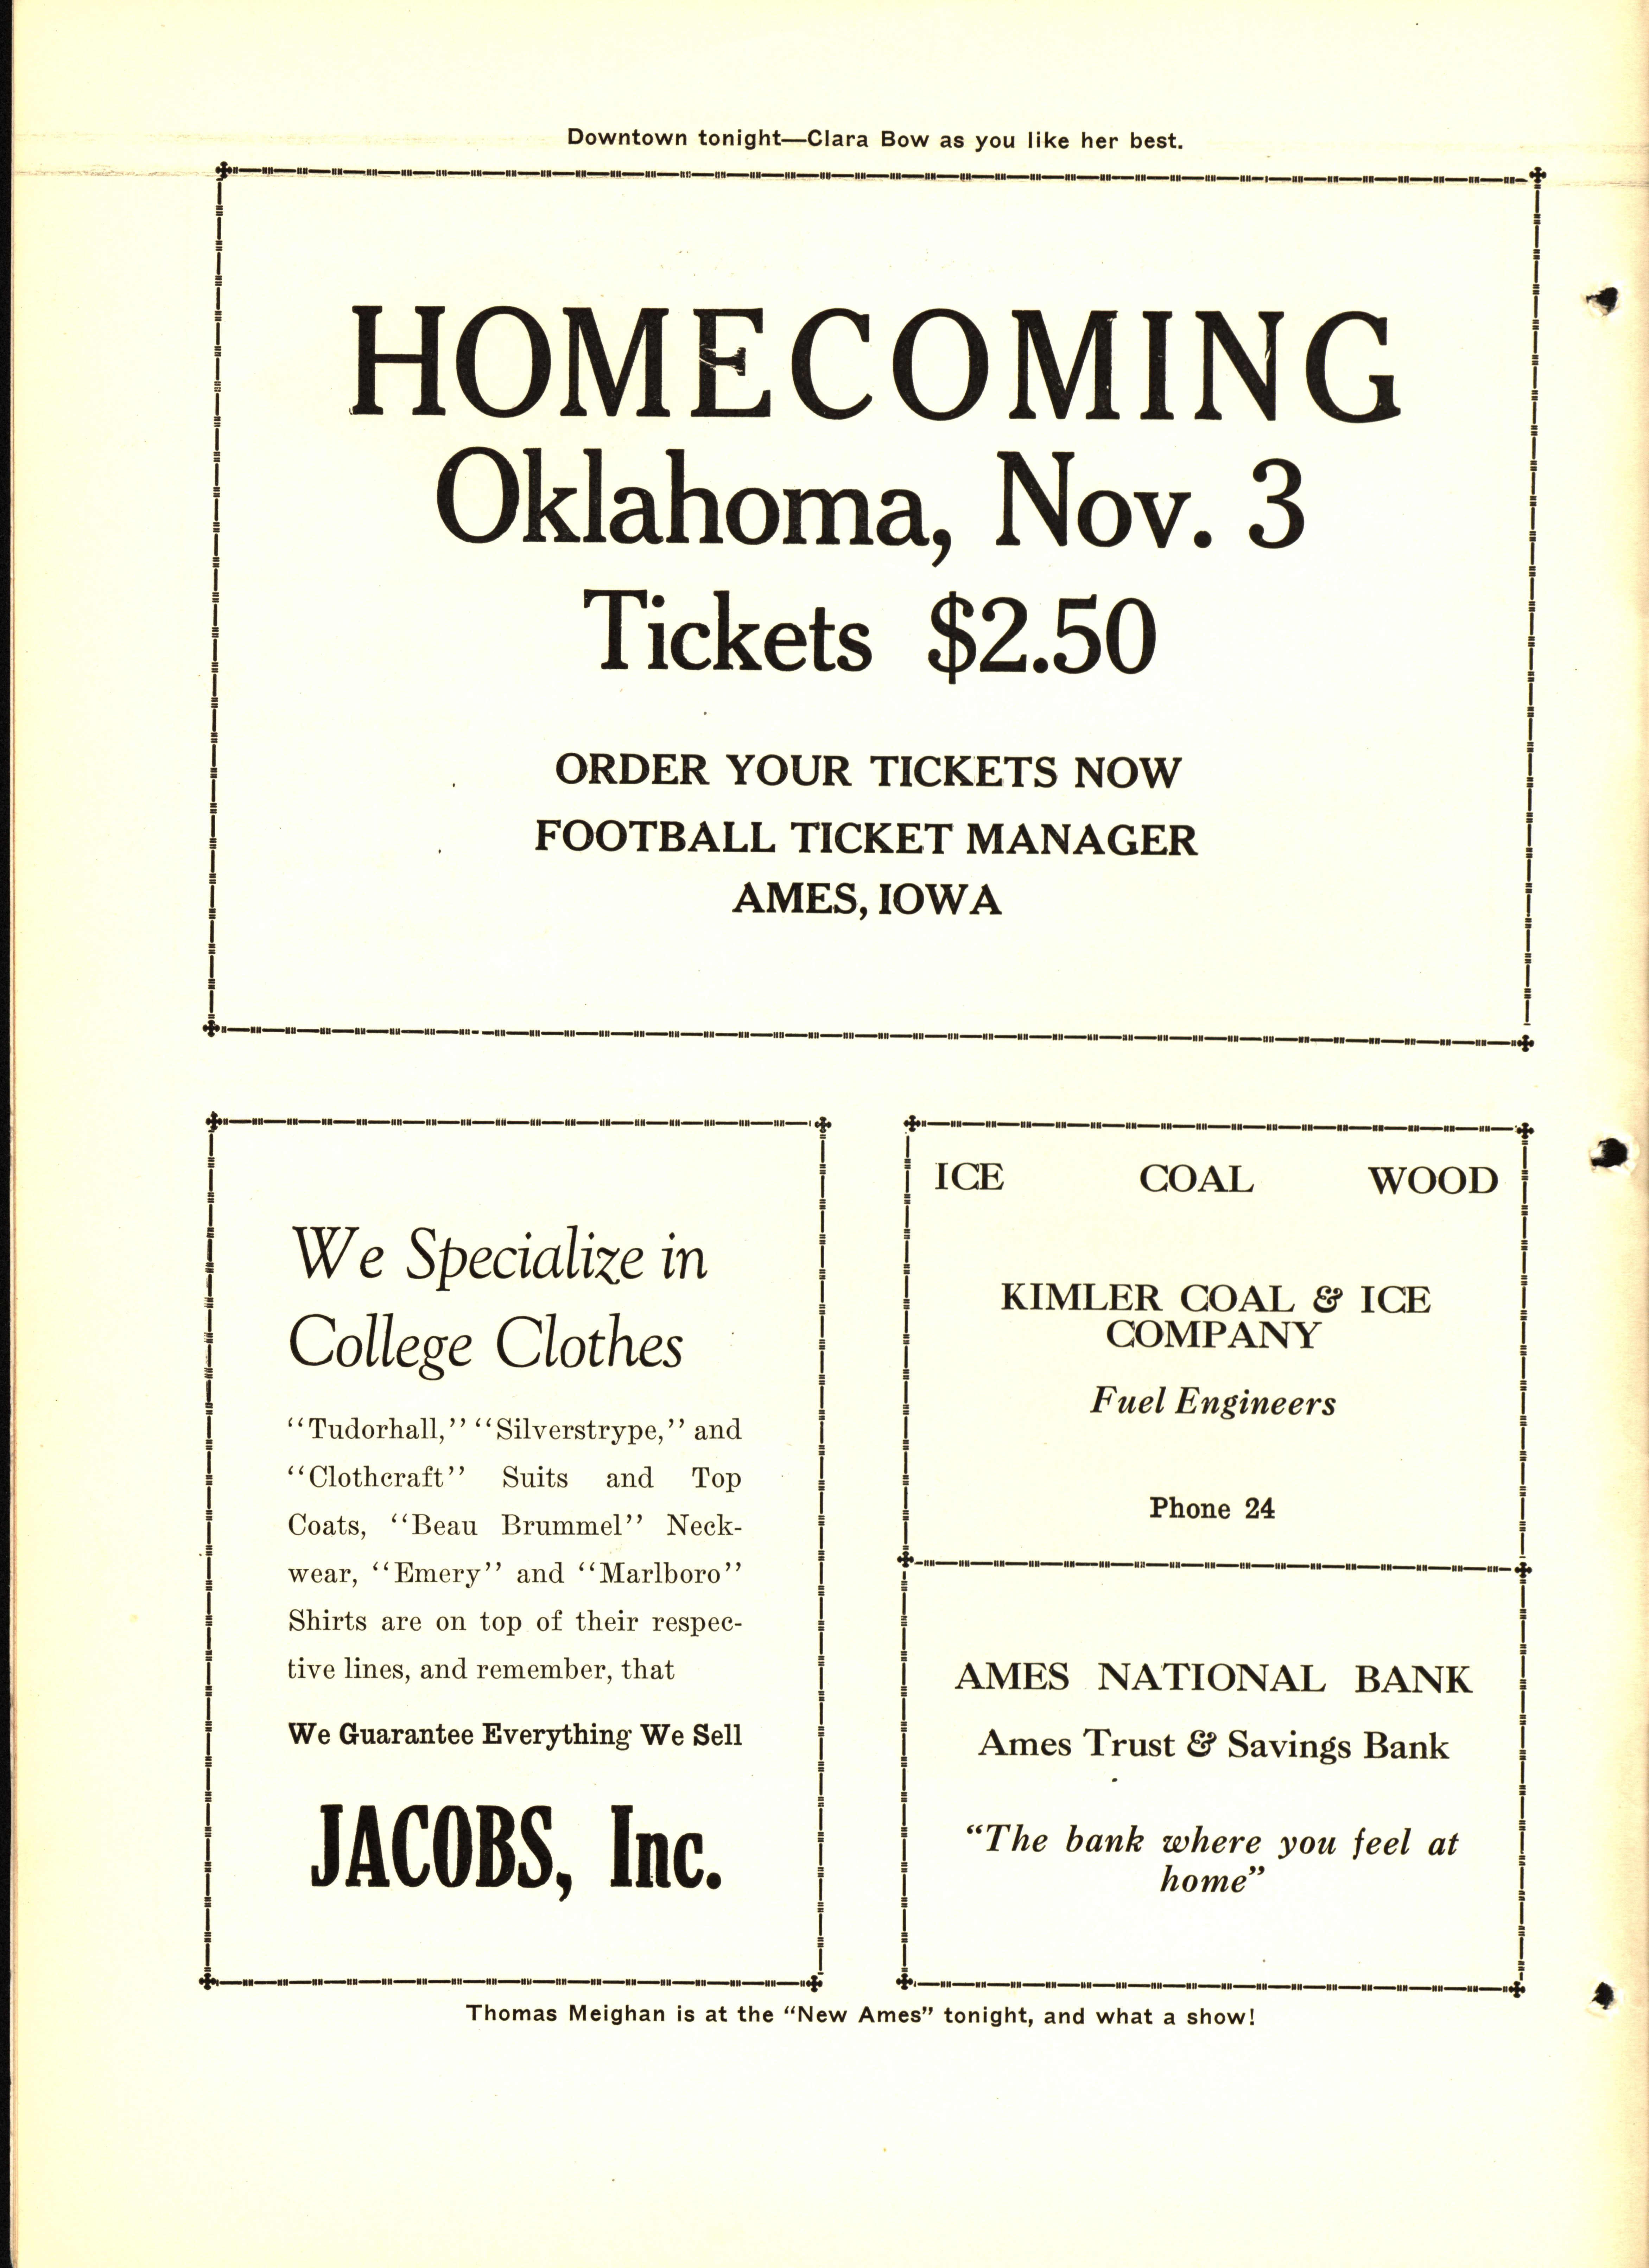 Downtown tonight—Clara Bow as you like her best.
HOMECOMING
Oklahoma, Nov. 3
Tickets $2.50
ORDER YOUR TICKETS NOW
FOOTBALL TICKET MANAGER
AMES, IOWA
We Specialize in
College Clothes
“Tudorhall,” “Silverstrype,” and
“Clothcraft” Suits and Top
Coats, “Beau Brummel” Neck-
wear, “Emery” and “Marlboro”
Shirts are on top of their respec-
tive lines, and remember, that
We Guarantee Everything We Sell
JACOBS, Inc.
ICE COAL WOOD
KIMLER COAL & ICE
COMPANY
Fuel Engineers
Phone 24
AMES NATIONAL BANK
Ames Trust & Savings Bank
“The bank where you feel at
home”
Thomas Meighan is at the “New Ames” tonight, and what a show!